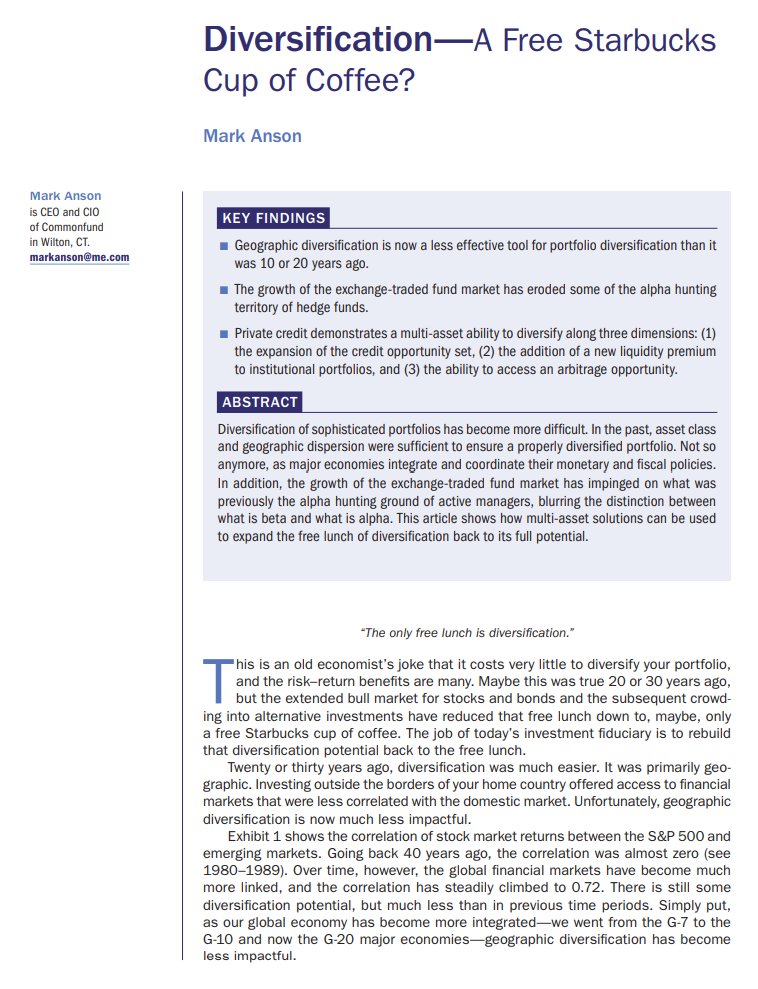 Diversification—A Free Starbucks
Cup of Coffee?
Mark Anson
Mark Anson
is CEO and CIO
of Commonfund
in Wilton, CT.
markanson@me.com
KEY FINDINGS
■ Geographic diversification is now a less effective tool for portfolio diversification than it
was 10 or 20 years ago.
■ The growth of the exchange-traded fund market has eroded some of the alpha hunting
territory of hedge funds.
■ Private credit demonstrates a multi-asset ability to diversify along three dimensions: (1)
the expansion of the credit opportunity set, (2) the addition of a new liquidity premium
to institutional portfolios, and (3) the ability to access an arbitrage opportunity.
ABSTRACT
Diversification of sophisticated portfolios has become more difficult. In the past, asset class
and geographic dispersion were sufficient to ensure a properly diversified portfolio. Not so
anymore, as major economies integrate and coordinate their monetary and fiscal policies.
In addition, the growth of the exchange-traded fund market has impinged on what was
previously the alpha hunting ground of active managers, blurring the distinction between
what is beta and what is alpha. This article shows how multi-asset solutions can be used
to expand the free lunch of diversification back to its full potential.
“The only free lunch is diversification.”
This is an old economist’s joke that it costs very little to diversify your portfolio,
and the risk–return benefits are many. Maybe this was true 20 or 30 years ago,
but the extended bull market for stocks and bonds and the subsequent crowd-
ing into alternative investments have reduced that free lunch down to, maybe, only
a free Starbucks cup of coffee. The job of today’s investment fiduciary is to rebuild
that diversification potential back to the free lunch.
Twenty or thirty years ago, diversification was much easier. It was primarily geo-
graphic. Investing outside the borders of your home country offered access to financial
markets that were less correlated with the domestic market. Unfortunately, geographic
diversification is now much less impactful.
Exhibit 1 shows the correlation of stock market returns between the S&P 500 and
emerging markets. Going back 40 years ago, the correlation was almost zero (see
1980–1989). Over time, however, the global financial markets have become much
more linked, and the correlation has steadily climbed to 0.72. There is still some
diversification potential, but much less than in previous time periods. Simply put,
as our global economy has become more integrated—we went from the G-7 to the
G-10 and now the G-20 major economies—geographic diversification has become
less impactful.